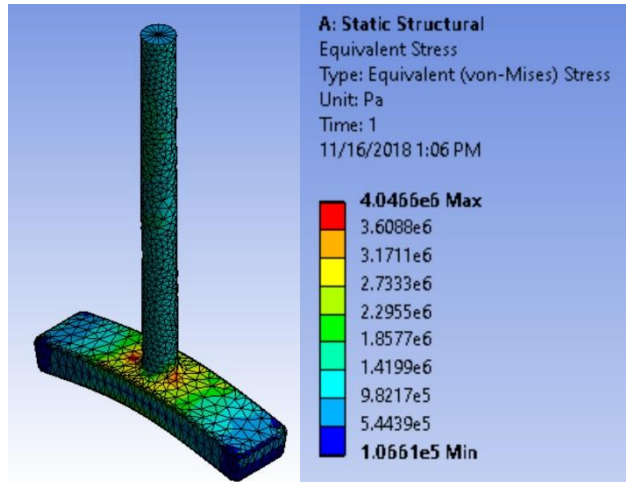 A: Static Structural
Equivalent Stress
Type: Equivalent (von-Mises) Stress
Unit: Pa
Time: 1
11/16/2018 1:06 PM
4.0466e6 Max
3.6088e6
3.1711e6
2.7333e6
2.2955e6
1.8577e6
1.4199e6
9.8217e5
5.4439e5
1.0661e5 Min